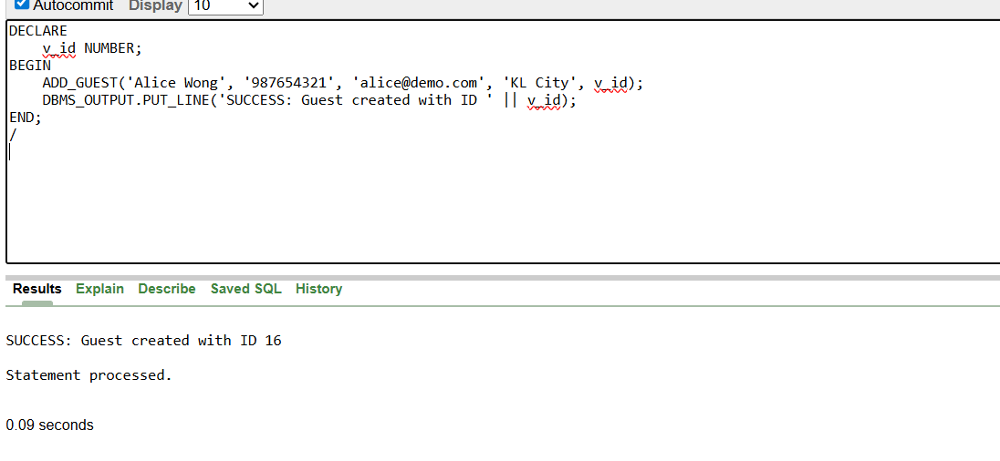 Autocommit Display 10
DECLARE
    v_id NUMBER;
BEGIN
    ADD_GUEST('Alice Wong', '987654321', 'alice@demo.com', 'KL City', v_id);
    DBMS_OUTPUT.PUT_LINE('SUCCESS: Guest created with ID ' || v_id);
END;
/
Results Explain Describe Saved SQL History
SUCCESS: Guest created with ID 16
Statement processed.
0.09 seconds